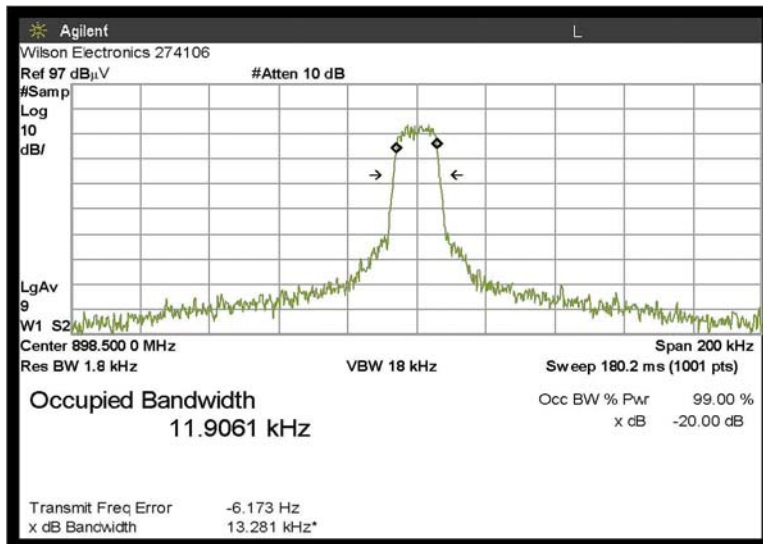 Agilent L
Wilson Electronics 274106
Ref 97 dBµV #Atten 10 dB
#Samp
Log
10
dB/
LgAv
9
W1 S2
Center 898.500 0 MHz Span 200 kHz
Res BW 1.8 kHz VBW 18 kHz Sweep 180.2 ms (1001 pts)
Occupied Bandwidth Occ BW % Pwr 99.00 %
11.9061 kHz x dB -20.00 dB
Transmit Freq Error -6.173 Hz
x dB Bandwidth 13.281 kHz*